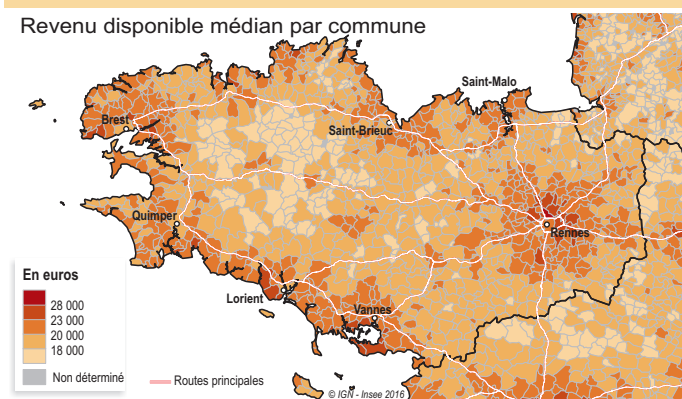 Revenu disponible médian par commune
Saint-Malo
Brest
Saint-Brieuc
Quimper
Rennes
En euros
28 000
23 000
20 000
18 000
Non déterminé
Lorient
Vannes
Routes principales
© IGN - Insee 2016